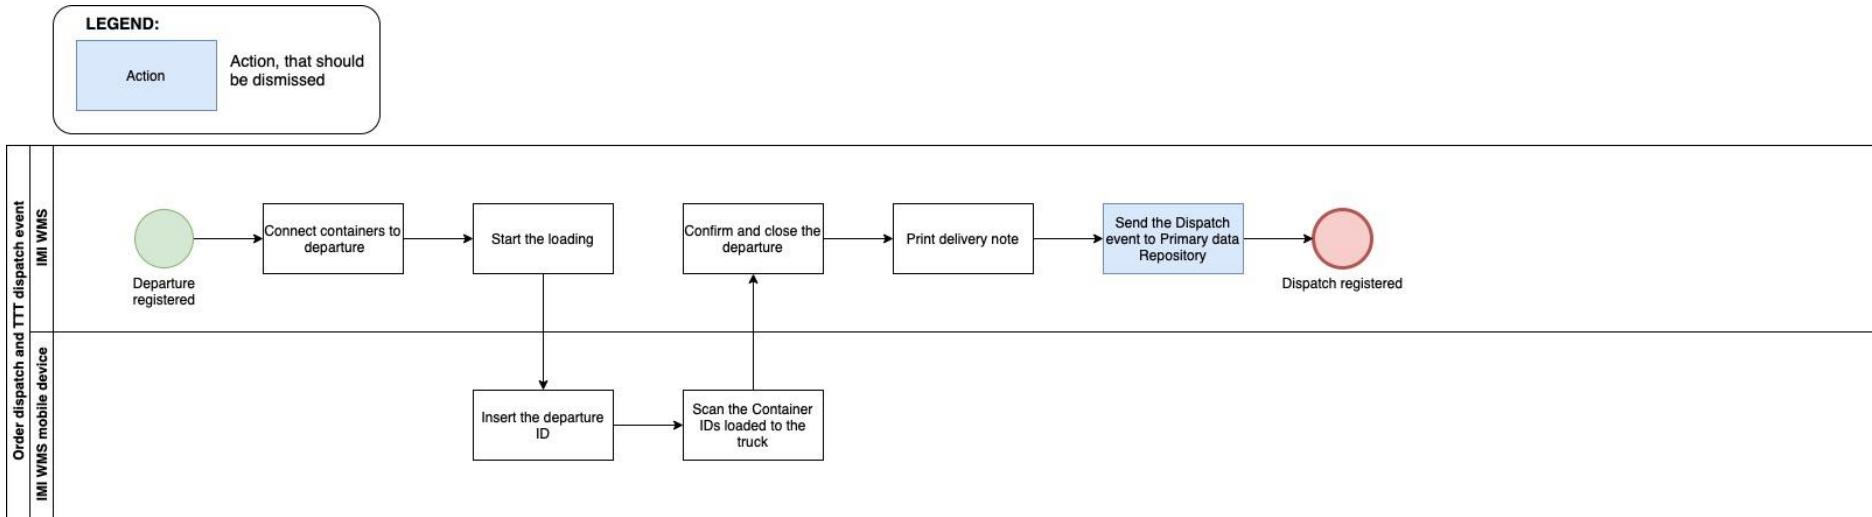 LEGEND:
Action
Action, that should
be dismissed
Order dispatch and TTT dispatch event
IMI WMS
Departure
registered
Connect containers to
departure
Start the loading
Confirm and close the
departure
Print delivery note
Send the Dispatch
event to Primary data
Repository
Dispatch registered
IMI WMS mobile device
Insert the departure
ID
Scan the Container
IDs loaded to the
truck